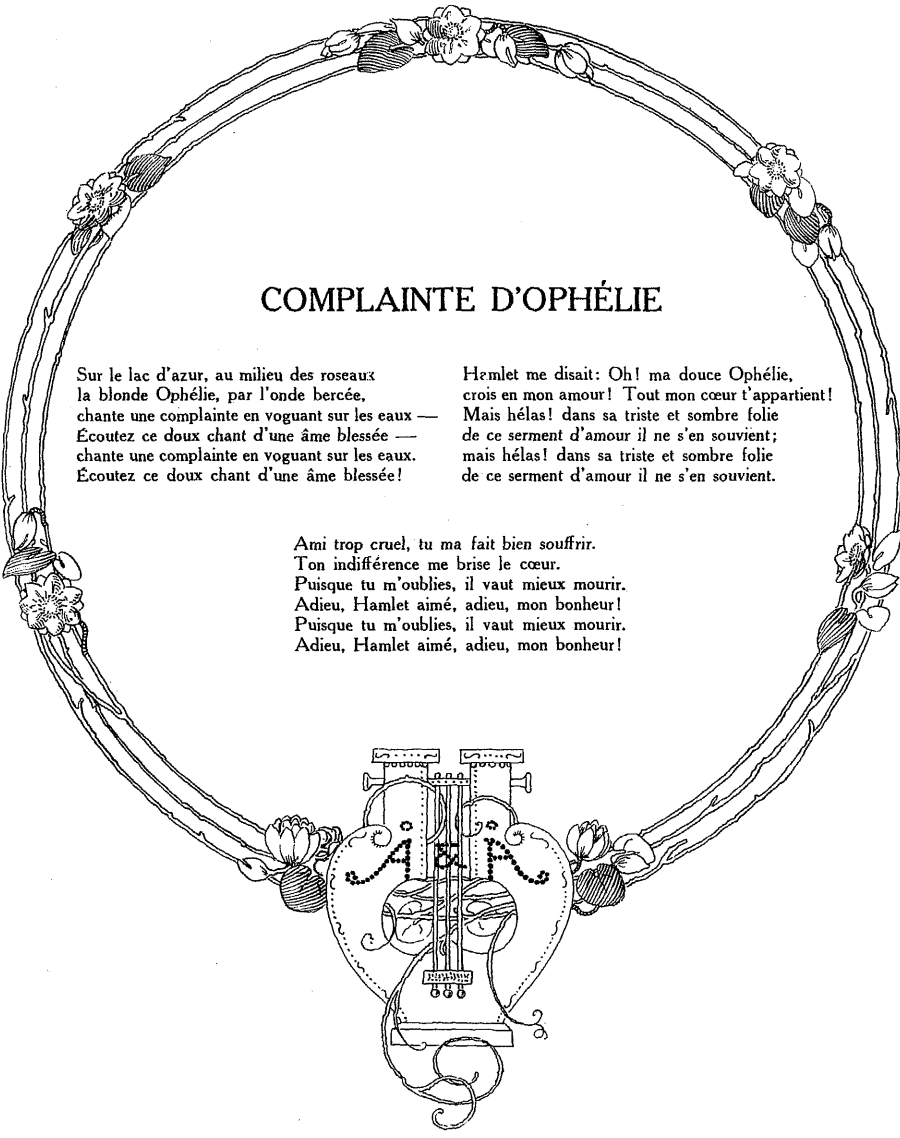 COMPLAINTE D'OPHÉLIE
Sur le lac d'azur, au milieu des roseaux
la blonde Ophélie, par l'onde bercée,
chante une complainte en voguant sur les eaux —
Écoutez ce doux chant d'une âme blessée —
chante une complainte en voguant sur les eaux.
Écoutez ce doux chant d'une âme blessée!
Hamlet me disait: Oh! ma douce Ophélie,
crois en mon amour! Tout mon cœur t'appartient!
Mais hélas! dans sa triste et sombre folie
de ce serment d'amour il ne s'en souvient;
mais hélas! dans sa triste et sombre folie
de ce serment d'amour il ne s'en souvient.
Ami trop cruel, tu ma fait bien souffrir.
Ton indifférence me brise le cœur.
Puisque tu m'oublies, il vaut mieux mourir.
Adieu, Hamlet aimé, adieu, mon bonheur!
Puisque tu m'oublies, il vaut mieux mourir.
Adieu, Hamlet aimé, adieu, mon bonheur!
A & A